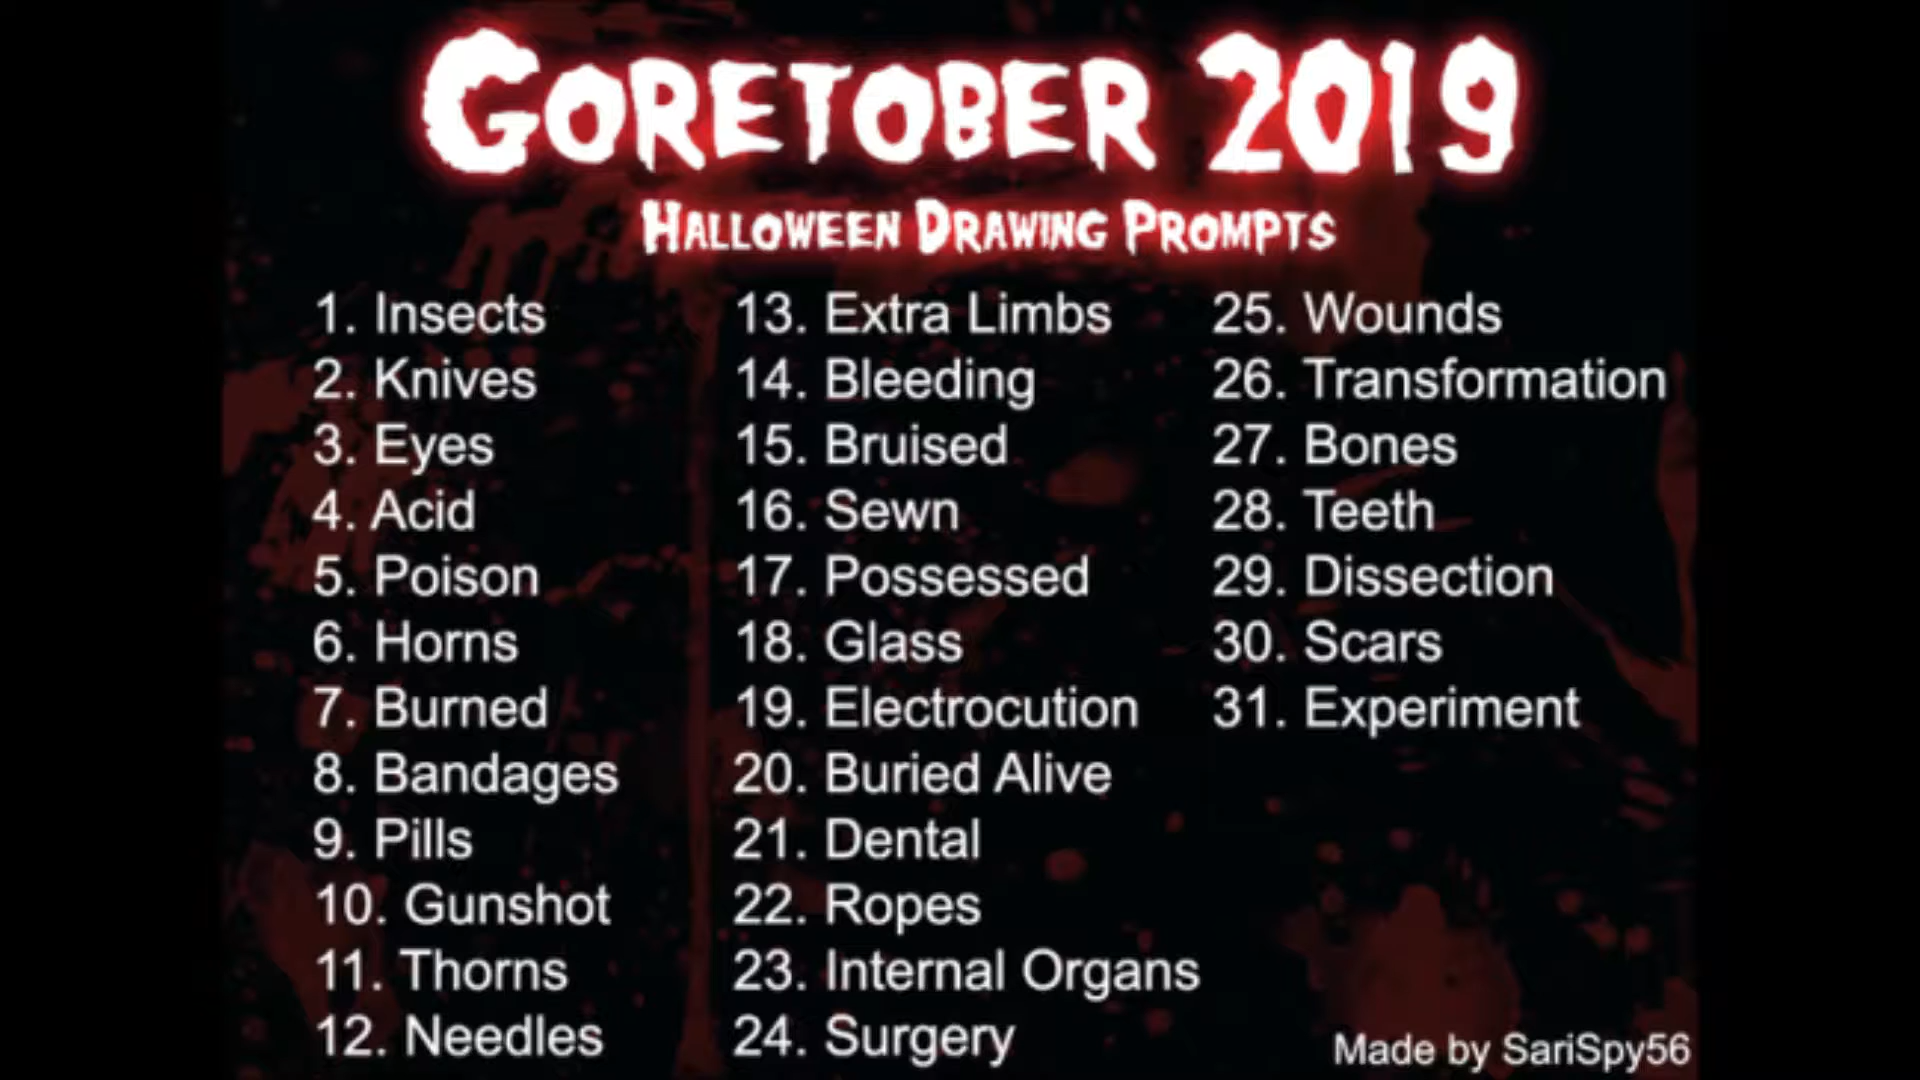 GORETOBER 2019
HALLOWEEN DRAWING PROMPTS
1. Insects
2. Knives
3. Eyes
4. Acid
5. Poison
6. Horns
7. Burned
8. Bandages
9. Pills
10. Gunshot
11. Thorns
12. Needles
13. Extra Limbs
14. Bleeding
15. Bruised
16. Sewn
17. Possessed
18. Glass
19. Electrocution
20. Buried Alive
21. Dental
22. Ropes
23. Internal Organs
24. Surgery
25. Wounds
26. Transformation
27. Bones
28. Teeth
29. Dissection
30. Scars
31. Experiment
Made by SariSpy56